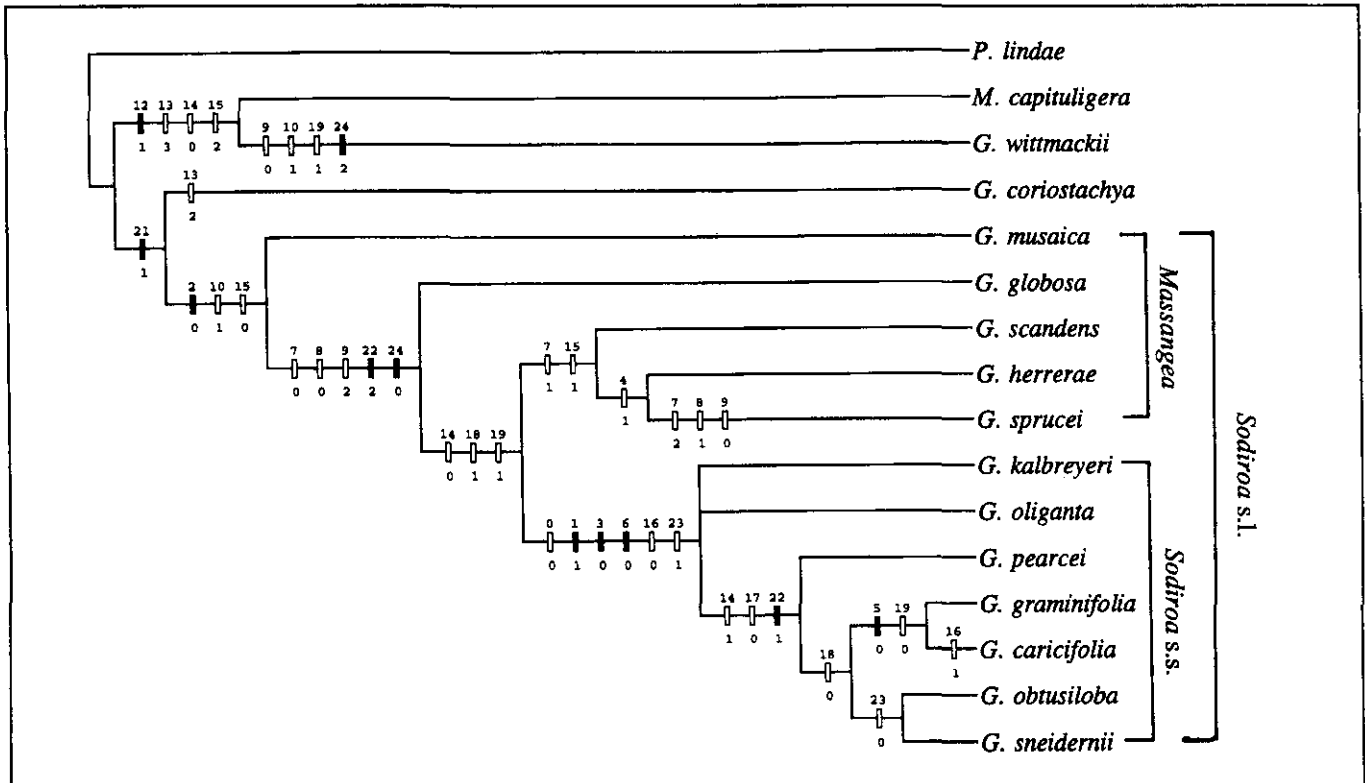 P. lindae
12 13 14 15
M. capituligera
1 3 0 2
9 10 19 24
G. wittmackii
0 1 1 2
13
G. coriostachya
2
21
1
G. musaica
2 10 15
0 1 0
G. globosa
7 8 9 22 24
0 0 2 2 0
G. scandens
7 15
1 1
G. herrerae
4
1
7 8 9
G. sprucei
2 1 0
14 18 19
0 1 1
Massangea
G. kalbreyeri
G. oliganta
0 1 3 6 16 23
0 1 0 0 0 1
G. pearcei
14 17 22
1 0 1
G. graminifolia
5 19
0 0
16
G. caricifolia
1
18
0
G. obtusiloba
23
0
G. sneidernii
Sodiroa s.s.
Sodiroa s.l.